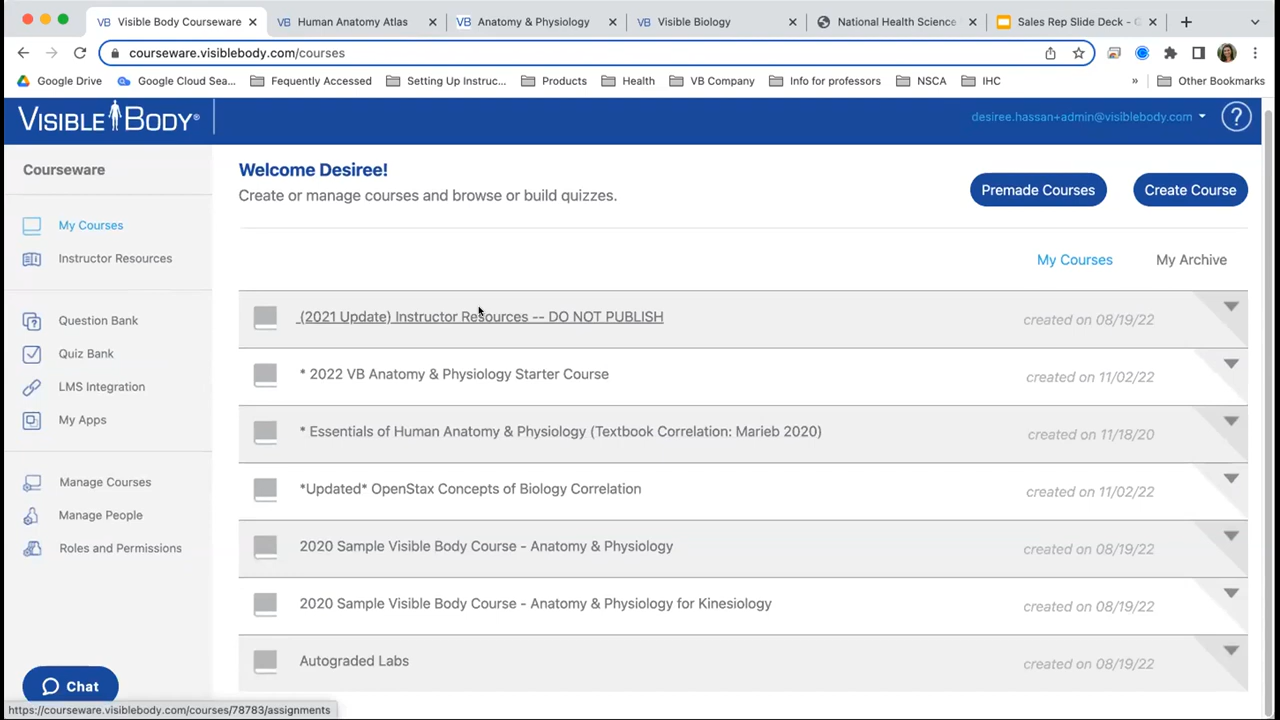 Visible Body Courseware
Human Anatomy Atlas
Anatomy & Physiology
Visible Biology
National Health Science
Sales Rep Slide Deck - G
courseware.visiblebody.com/courses
Google Drive
Google Cloud Sea...
Fequently Accessed
Setting Up Instruc...
Products
Health
VB Company
Info for professors
NSCA
IHC
»
Other Bookmarks
VISIBLE BODY®
desiree.hassan+admin@visiblebody.com
?
Courseware
My Courses
Instructor Resources
Question Bank
Quiz Bank
LMS Integration
My Apps
Manage Courses
Manage People
Roles and Permissions
Chat
Welcome Desiree!
Create or manage courses and browse or build quizzes.
Premade Courses
Create Course
My Courses
My Archive
(2021 Update) Instructor Resources -- DO NOT PUBLISH
created on 08/19/22
* 2022 VB Anatomy & Physiology Starter Course
created on 11/02/22
* Essentials of Human Anatomy & Physiology (Textbook Correlation: Marieb 2020)
created on 11/18/20
*Updated* OpenStax Concepts of Biology Correlation
created on 11/02/22
2020 Sample Visible Body Course - Anatomy & Physiology
created on 08/19/22
2020 Sample Visible Body Course - Anatomy & Physiology for Kinesiology
created on 08/19/22
Autograded Labs
created on 08/19/22
https://courseware.visiblebody.com/courses/78783/assignments